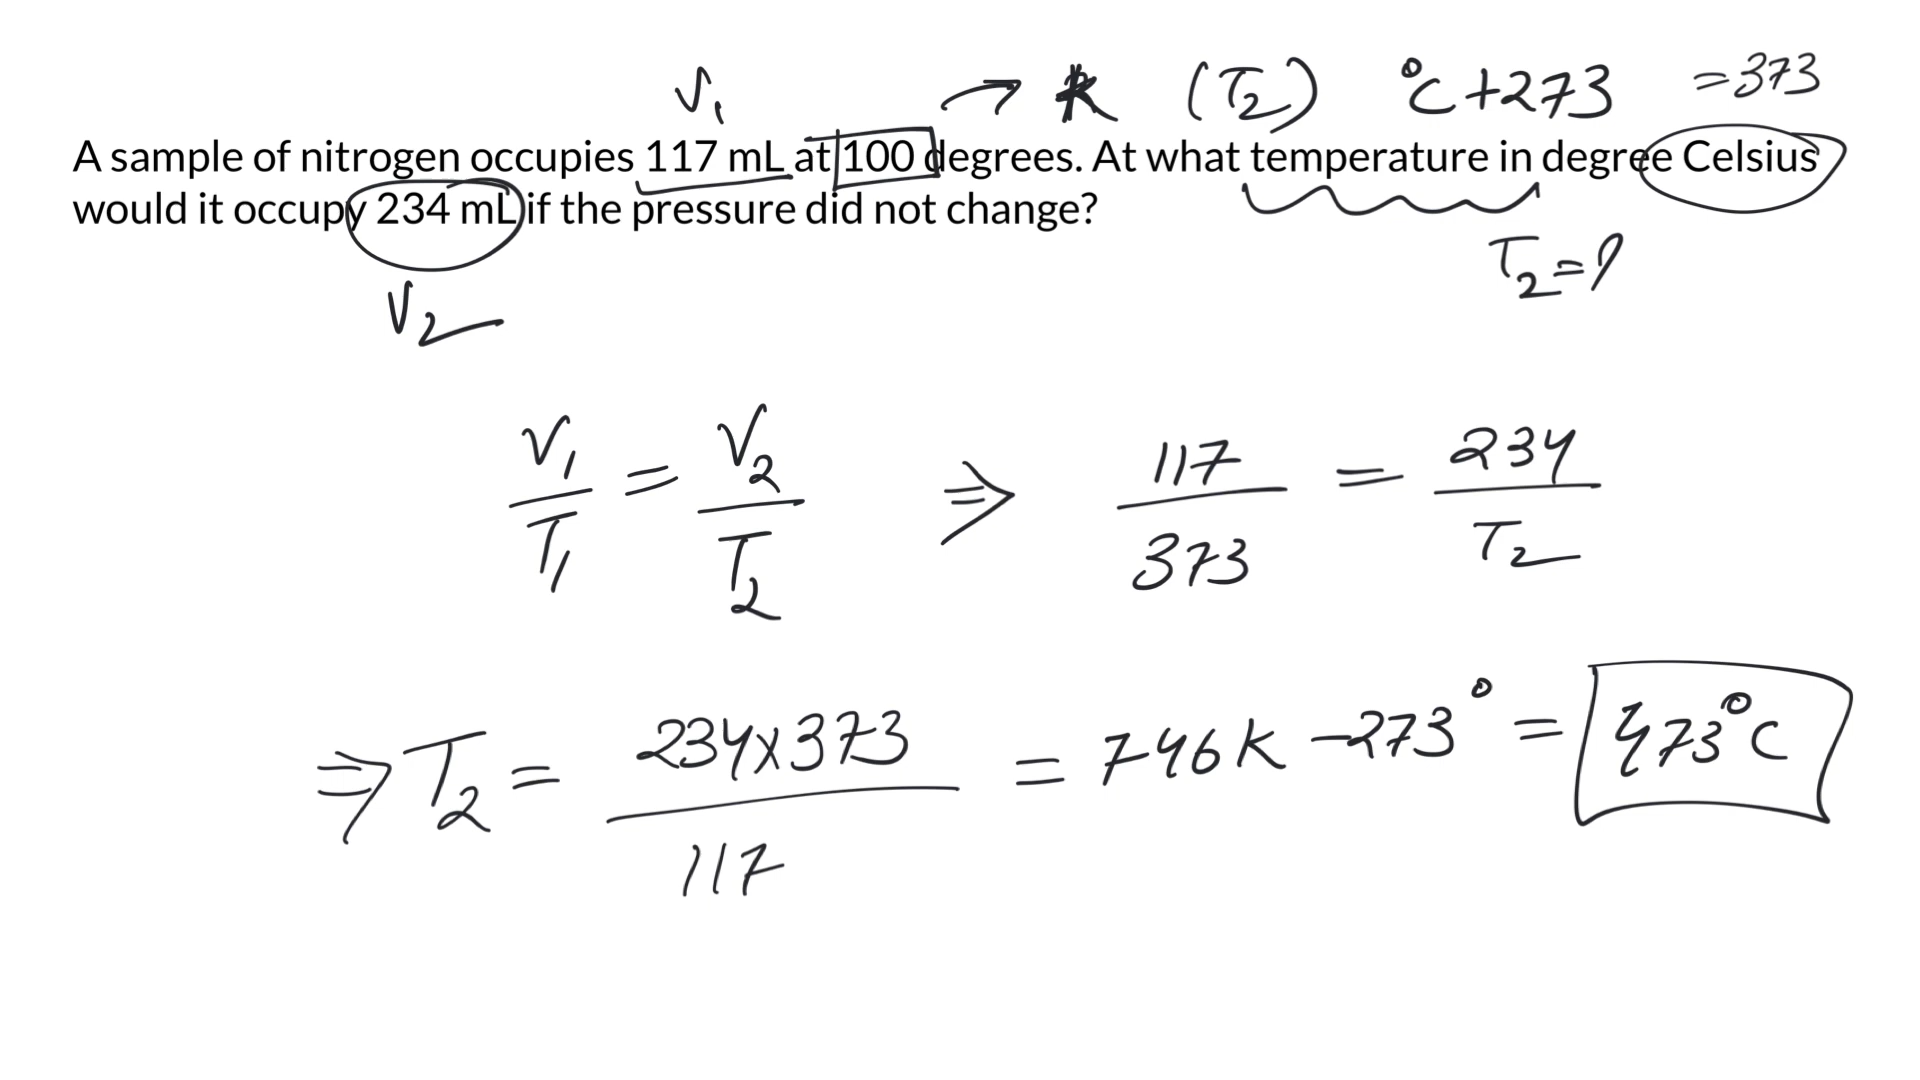 V₁ → K (T₂) °C+273 =373
A sample of nitrogen occupies 117 mL at 100 degrees. At what temperature in degree Celsius
would it occupy 234 mL if the pressure did not change?
T₂=?
V₂
V₁/T₁ = V₂/T₂ ⇒ 117/373 = 234/T₂
⇒ T₂ = 234x373/117 = 746K -273° = 473°C